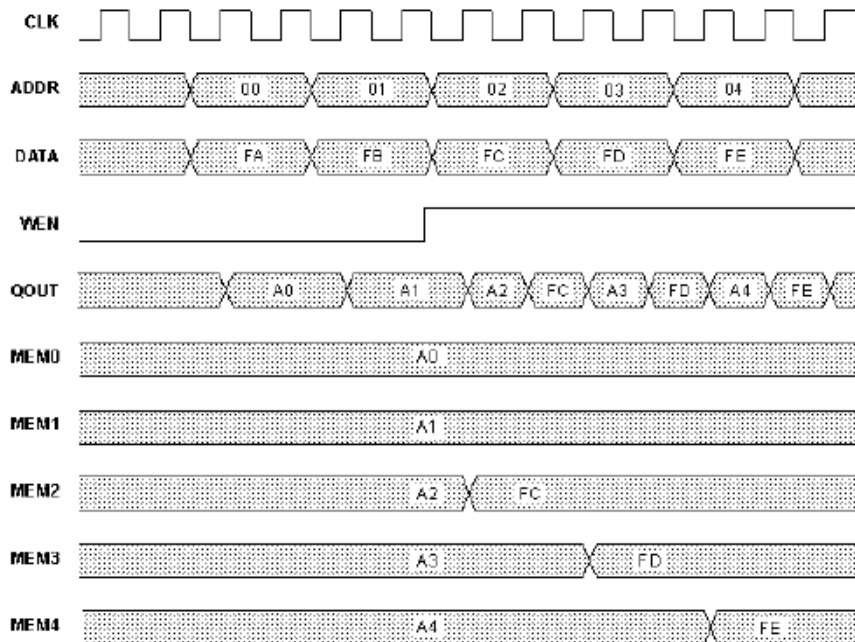 CLK
ADDR 00 01 02 03 04
DATA FA FB FC FD FE
WEN
QOUT A0 A1 A2 FC A3 FD A4 FE
MEM0 A0
MEM1 A1
MEM2 A2 FC
MEM3 A3 FD
MEM4 A4 FE